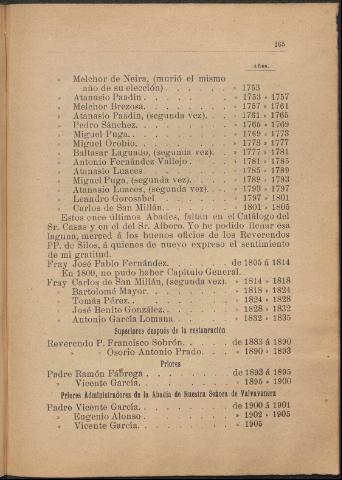 165
Años.
» Melchor de Neira, (murió el mismo
año de su elección) . . . . . . » 1753
» Atanasio Paadin . . . . . . . » 1753 » 1757
» Melchor Brezosa. . . . . . . » 1757 » 1761
» Atanasio Paadin, (segunda vez). . . » 1761 » 1765
» Pedro Sánchez. . . . . . . . » 1765 » 1769
» Miguel Puga. . . . . . . . » 1769 » 1773
» Miguel Orobio. . . . . . . . » 1773 » 1777
» Baltasar Laguado, (segunda vez). . . » 1777 » 1781
» Antonio Fernández Vallejo . . . . » 1781 » 1785
» Atanasio Luaces . . . . . . » 1785 » 1789
» Miguel Puga, (segunda vez). . . . » 1789 » 1793
» Atanasio Luaces, (segunda vez). . . » 1793 » 1797
» Leandro Gorosabel . . . . . . » 1797 » 1801
» Carlos de San Millán. . . . . . » 1801 » 1805
Estos once últimos Abades, faltan en el Catálogo del
Sr. Casas y en el del Sr. Alboro. Yo he podido llenar esa
laguna, merced á los buenos oficios de los Reverendos
PP. de Silos, á quienes de nuevo expreso el sentimiento
de mi gratitud.
Fray José Pablo Fernández. . . . . . de 1805 á 1814
En 1809, no pudo haber Capítulo General.
Fray Carlos de San Millán, (segunda vez) . » 1814 » 1818
» Bartolomé Mayor. . . . . . . » 1818 » 1824
» Tomás Pérez. . . . . . . . » 1824 » 1828
» José Benito González. . . . . . » 1828 » 1832
» Antonio García Lomana . . . . . » 1832 » 1835
Superiores después de la restauración
Reverendo P. Francisco Sobrón. . . . . de 1883 á 1890
» Osorio Antonio Prado. . . . » 1890 » 1893
Priores
Padre Ramón Fábrega . . . . . . . de 1893 á 1895
» Vicente García. . . . . . . . » 1895 » 1900
Priores Administradores de la Abadía de Nuestra Señora de Valvanera
Padre Vicente García. . . . . . . . de 1900 á 1901
» Eugenio Alonso . . . . . . . » 1902 » 1905
» Vicente García. . . . . . . . » 1905